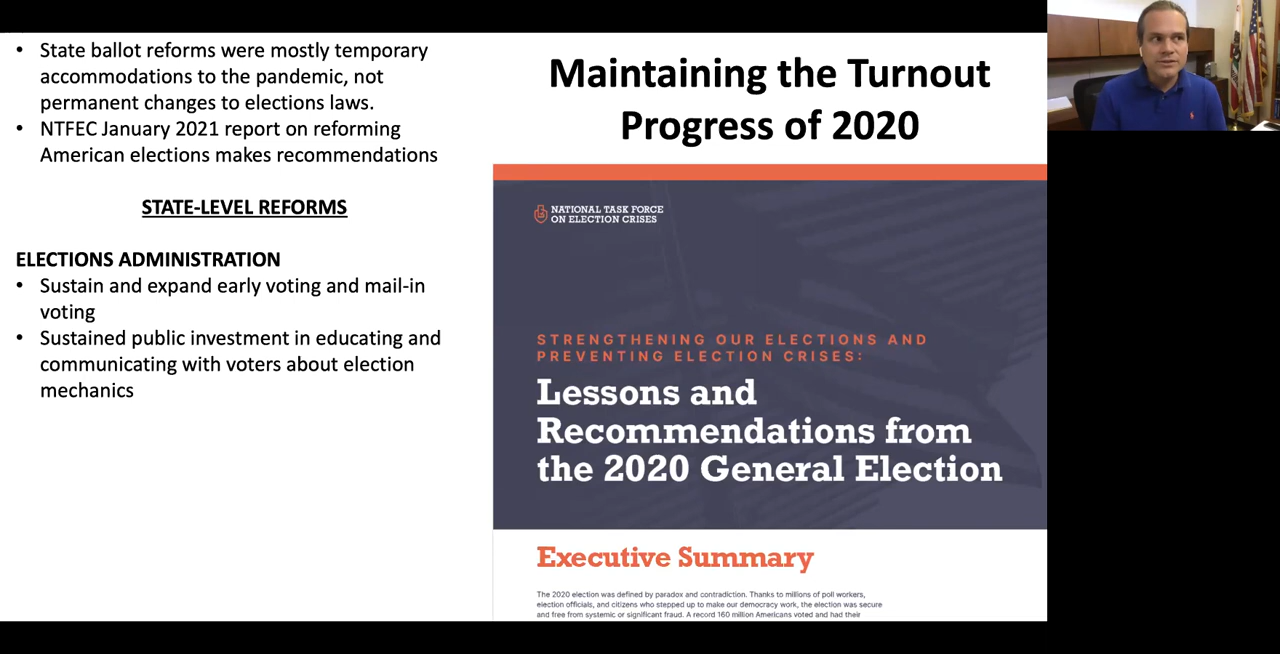 • State ballot reforms were mostly temporary
accommodations to the pandemic, not
permanent changes to elections laws.
• NTFEC January 2021 report on reforming
American elections makes recommendations
STATE-LEVEL REFORMS
ELECTIONS ADMINISTRATION
• Sustain and expand early voting and mail-in
voting
• Sustained public investment in educating and
communicating with voters about election
mechanics
Maintaining the Turnout
Progress of 2020
NATIONAL TASK FORCE
ON ELECTION CRISES
STRENGTHENING OUR ELECTIONS AND
PREVENTING ELECTION CRISES:
Lessons and
Recommendations from
the 2020 General Election
Executive Summary
The 2020 election was defined by paradox and contradiction. Thanks to millions of poll workers,
election officials, and citizens who stepped up to make our democracy work, the election was secure
and free from systemic or significant fraud. A record 160 million Americans voted and had their